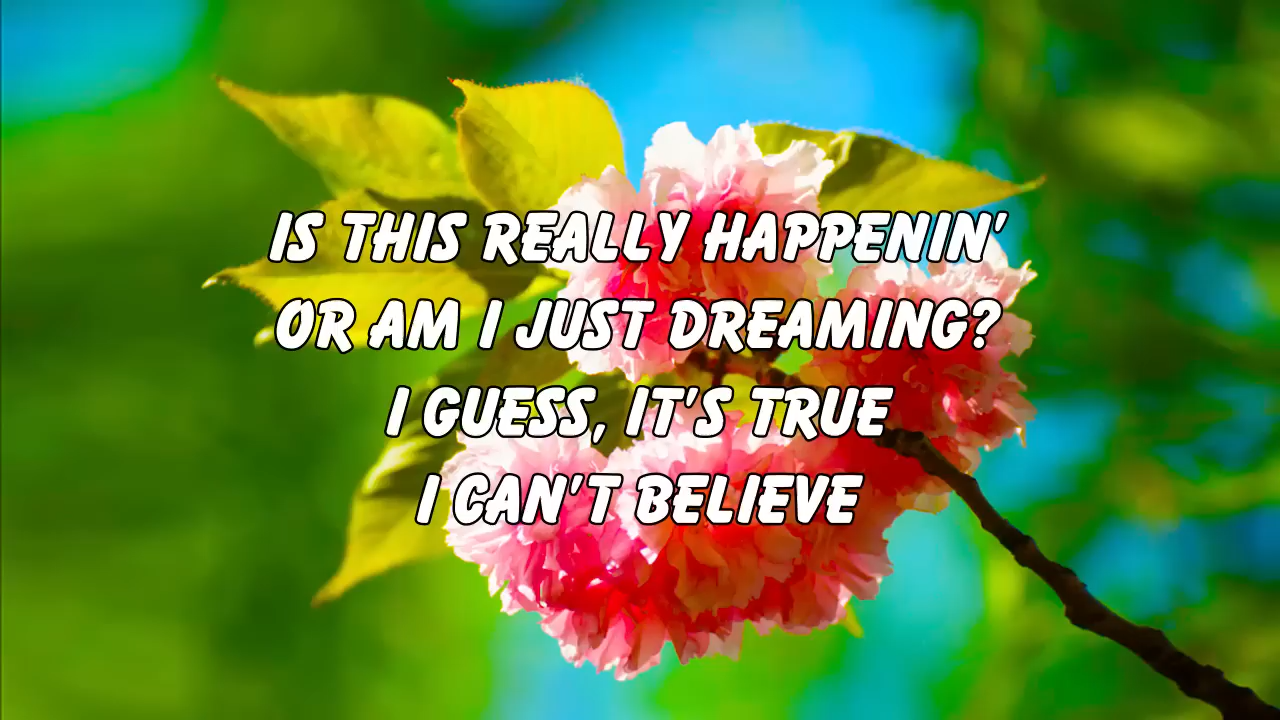 IS THIS REALLY HAPPENIN'
OR AM I JUST DREAMING?
I GUESS, IT'S TRUE
I CAN'T BELIEVE